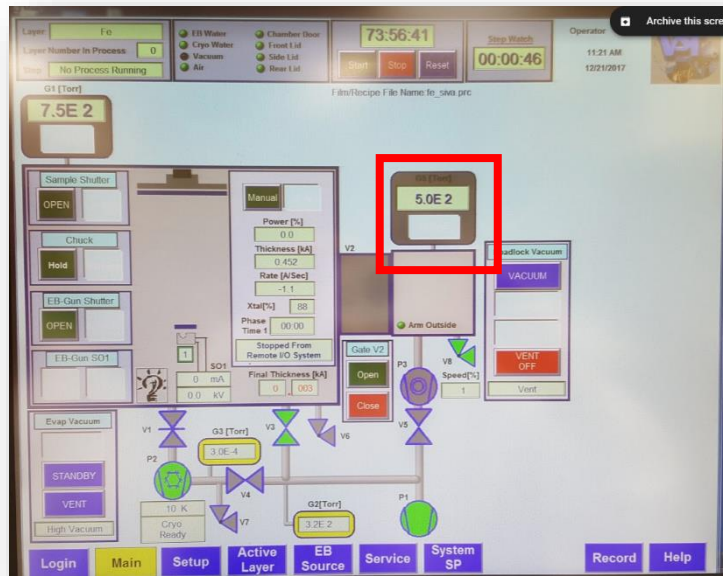 Layer Fe
Layer Number In Process 0
Step No Process Running
EB Water
Cryo Water
Vacuum
Air
Chamber Door
Front Lid
Side Lid
Rear Lid
73:56:41
Start Stop Reset
Step Watch
00:00:46
Operator
11:21 AM
12/21/2017
Archive this scre
Film/Recipe File Name:fe_siva.prc
G1 [Torr]
7.5E 2
5.0E 2
Sample Shutter
OPEN
Chuck
Hold
EB-Gun Shutter
OPEN
EB-Gun SO1
Manual
Power [%]
0.0
Thickness [kA]
0.452
Rate [A/Sec]
-1.1
Xtal[%] 88
Phase
Time 1 00:00
Stopped From
Remote I/O System
Final Thickness [kA]
0 . 003
1
SO1
0 mA
0.0 kV
V2
Arm Outside
Gate V2
Open
Close
Loadlock Vacuum
VACUUM
VENT
OFF
Vent
P3
V8
Speed[%]
1
V5
P1
Evap Vacuum
STANDBY
VENT
High Vacuum
V1
P2
10 K
Cryo
Ready
G3 [Torr]
3.0E-4
V3
V6
V4
V7
G2[Torr]
3.2E 2
Login
Main
Setup
Active
Layer
EB
Source
Service
System
SP
Record
Help